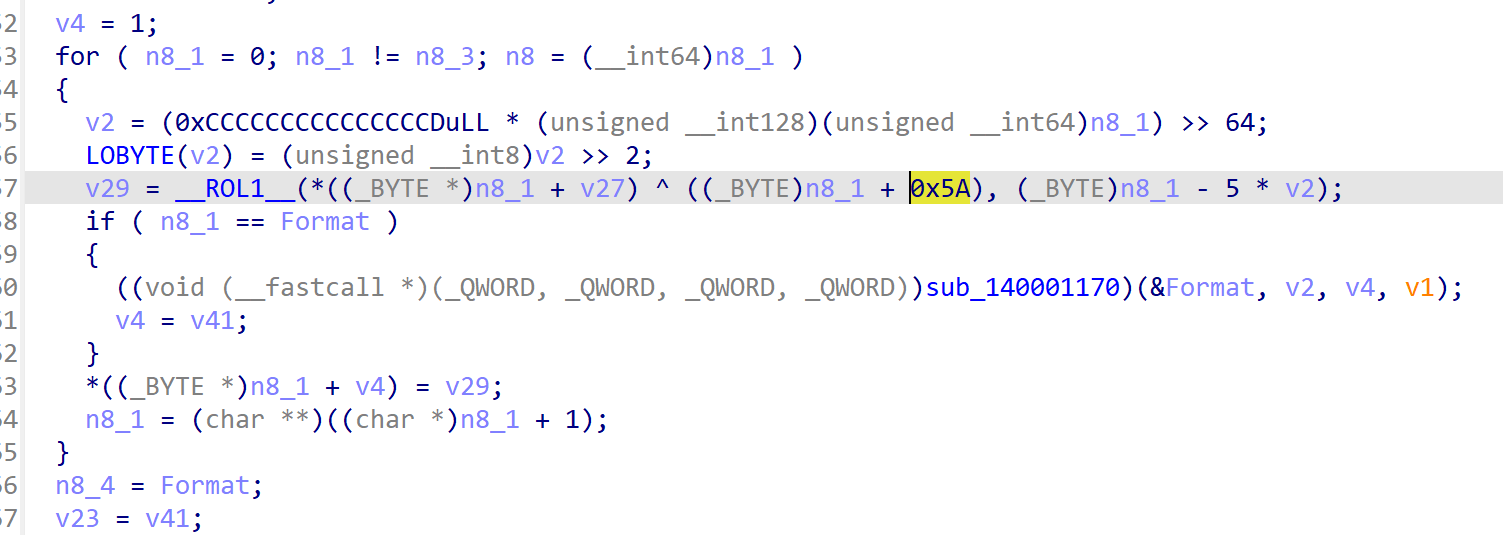 52 v4 = 1;
53 for ( n8_1 = 0; n8_1 != n8_3; n8 = (__int64)n8_1 )
54 {
55 v2 = (0xCCCCCCCCCCCCCCCDuLL * (unsigned __int128)(unsigned __int64)n8_1) >> 64;
56 LOBYTE(v2) = (unsigned __int8)v2 >> 2;
57 v29 = __ROL1__(*((_BYTE *)n8_1 + v27) ^ ((_BYTE)n8_1 + 0x5A), (_BYTE)n8_1 - 5 * v2);
58 if ( n8_1 == Format )
59 {
60 ((void (__fastcall *)(_QWORD, _QWORD, _QWORD, _QWORD))sub_140001170)(&Format, v2, v4, v1);
61 v4 = v41;
62 }
63 *((_BYTE *)n8_1 + v4) = v29;
64 n8_1 = (char **)((char *)n8_1 + 1);
65 }
66 n8_4 = Format;
67 v23 = v41;